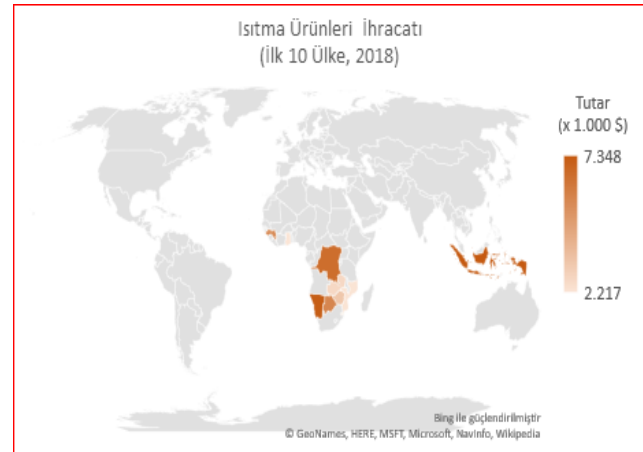 Isıtma Ürünleri İhracatı
(İlk 10 Ülke, 2018)
Tutar
(x 1.000 $)
7.348
2.217
Bing ile güçlendirilmiştir
© GeoNames, HERE, MSFT, Microsoft, NavInfo, Wikipedia